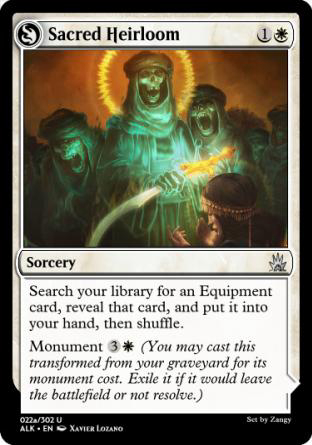 Sacred Heirloom 1
Sorcery
Search your library for an Equipment
card, reveal that card, and put it into
your hand, then shuffle.
Monument 3 (You may cast this
transformed from your graveyard for its
monument cost. Exile it if it would leave
the battlefield or not resolve.)
022a/302 U
ALK • EN Xavier Lozano
Set by Zangy